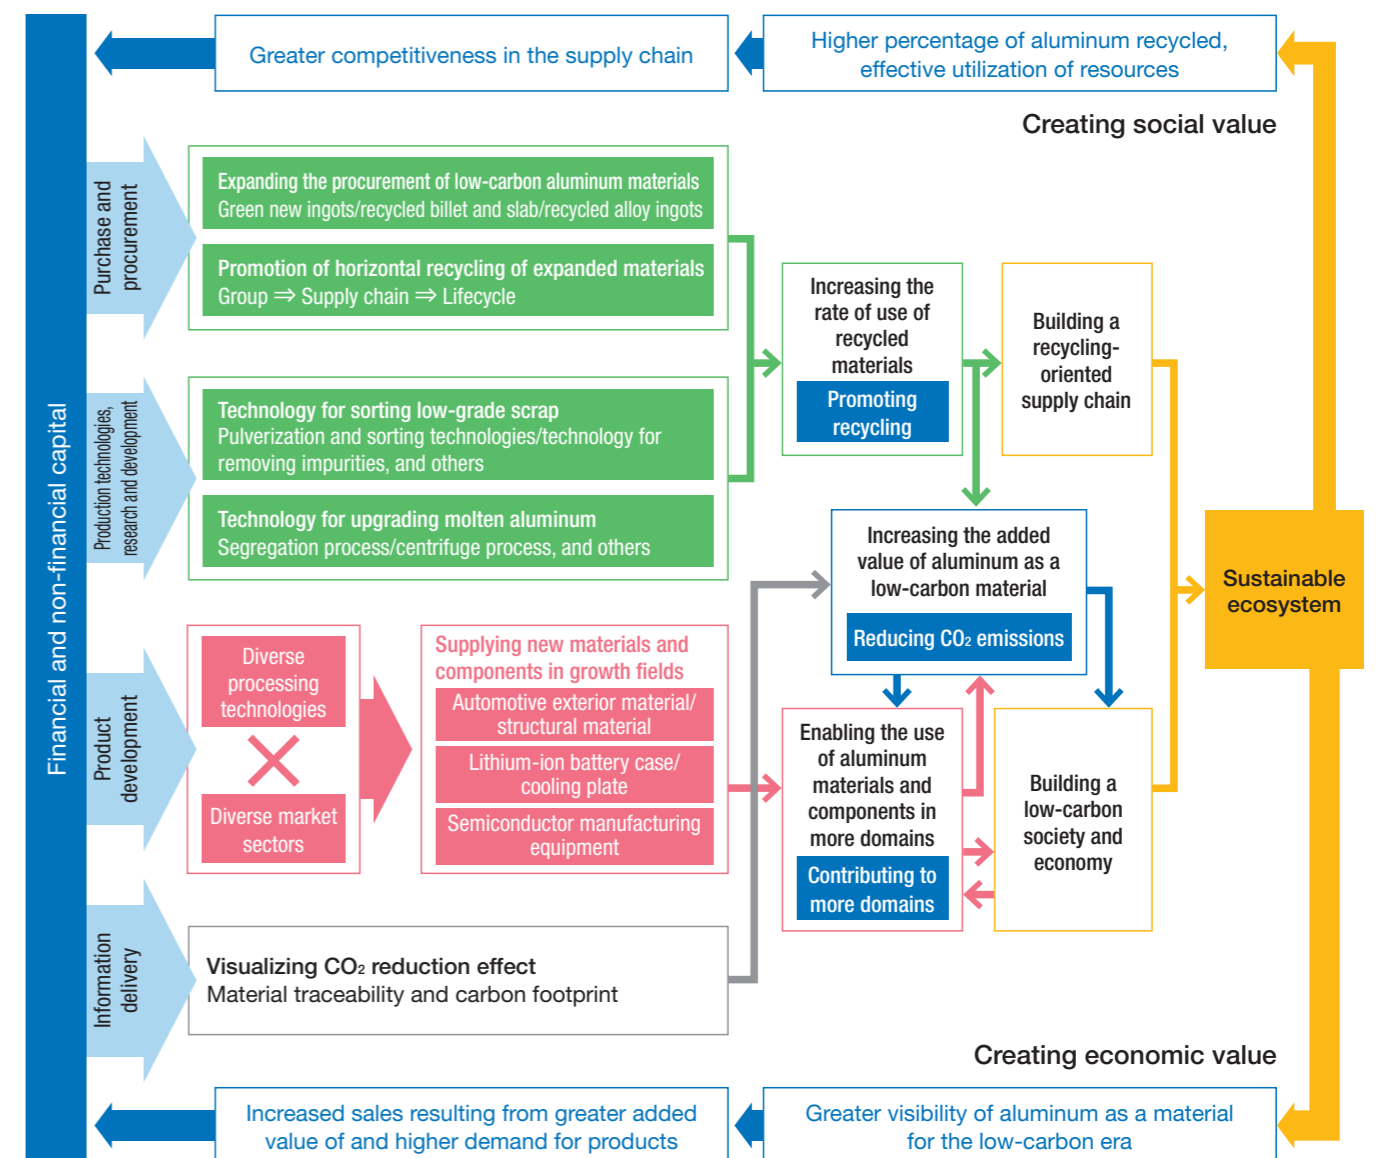 Greater competitiveness in the supply chain
Higher percentage of aluminum recycled,
effective utilization of resources
Creating social value
Financial and non-financial capital
Purchase and
procurement
Expanding the procurement of low-carbon aluminum materials
Green new ingots/recycled billet and slab/recycled alloy ingots
Promotion of horizontal recycling of expanded materials
Group ⇒ Supply chain ⇒ Lifecycle
Production technologies,
research and development
Technology for sorting low-grade scrap
Pulverization and sorting technologies/technology for
removing impurities, and others
Technology for upgrading molten aluminum
Segregation process/centrifuge process, and others
Increasing the
rate of use of
recycled
materials
Promoting
recycling
Building a
recycling-
oriented
supply chain
Increasing the added
value of aluminum as a
low-carbon material
Reducing CO₂ emissions
Sustainable
ecosystem
Product
development
Diverse
processing
technologies
Diverse market
sectors
Supplying new materials and
components in growth fields
Automotive exterior material/
structural material
Lithium-ion battery case/
cooling plate
Semiconductor manufacturing
equipment
Enabling the use
of aluminum
materials and
components in
more domains
Contributing to
more domains
Building a
low-carbon
society and
economy
Information
delivery
Visualizing CO₂ reduction effect
Material traceability and carbon footprint
Creating economic value
Increased sales resulting from greater added
value of and higher demand for products
Greater visibility of aluminum as a material
for the low-carbon era